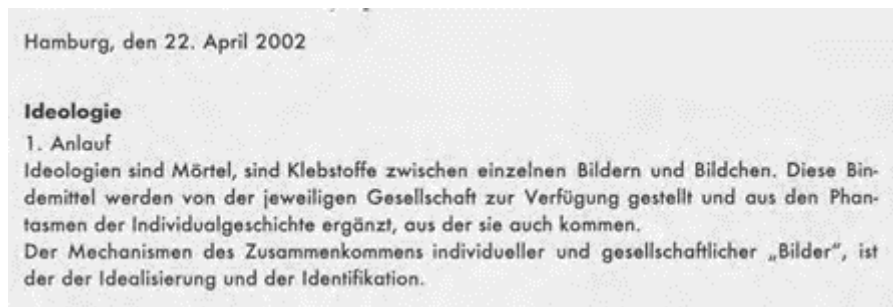 Hamburg, den 22. April 2002
Ideologie
1. Anlauf
Ideologien sind Mörtel, sind Klebstoffe zwischen einzelnen Bildern und Bildchen. Diese Bin-
demittel werden von der jeweiligen Gesellschaft zur Verfügung gestellt und aus den Phan-
tasmen der Individualgeschichte ergänzt, aus der sie auch kommen.
Der Mechanismen des Zusammenkommens individueller und gesellschaftlicher „Bilder“, ist
der der Idealisierung und der Identifikation.